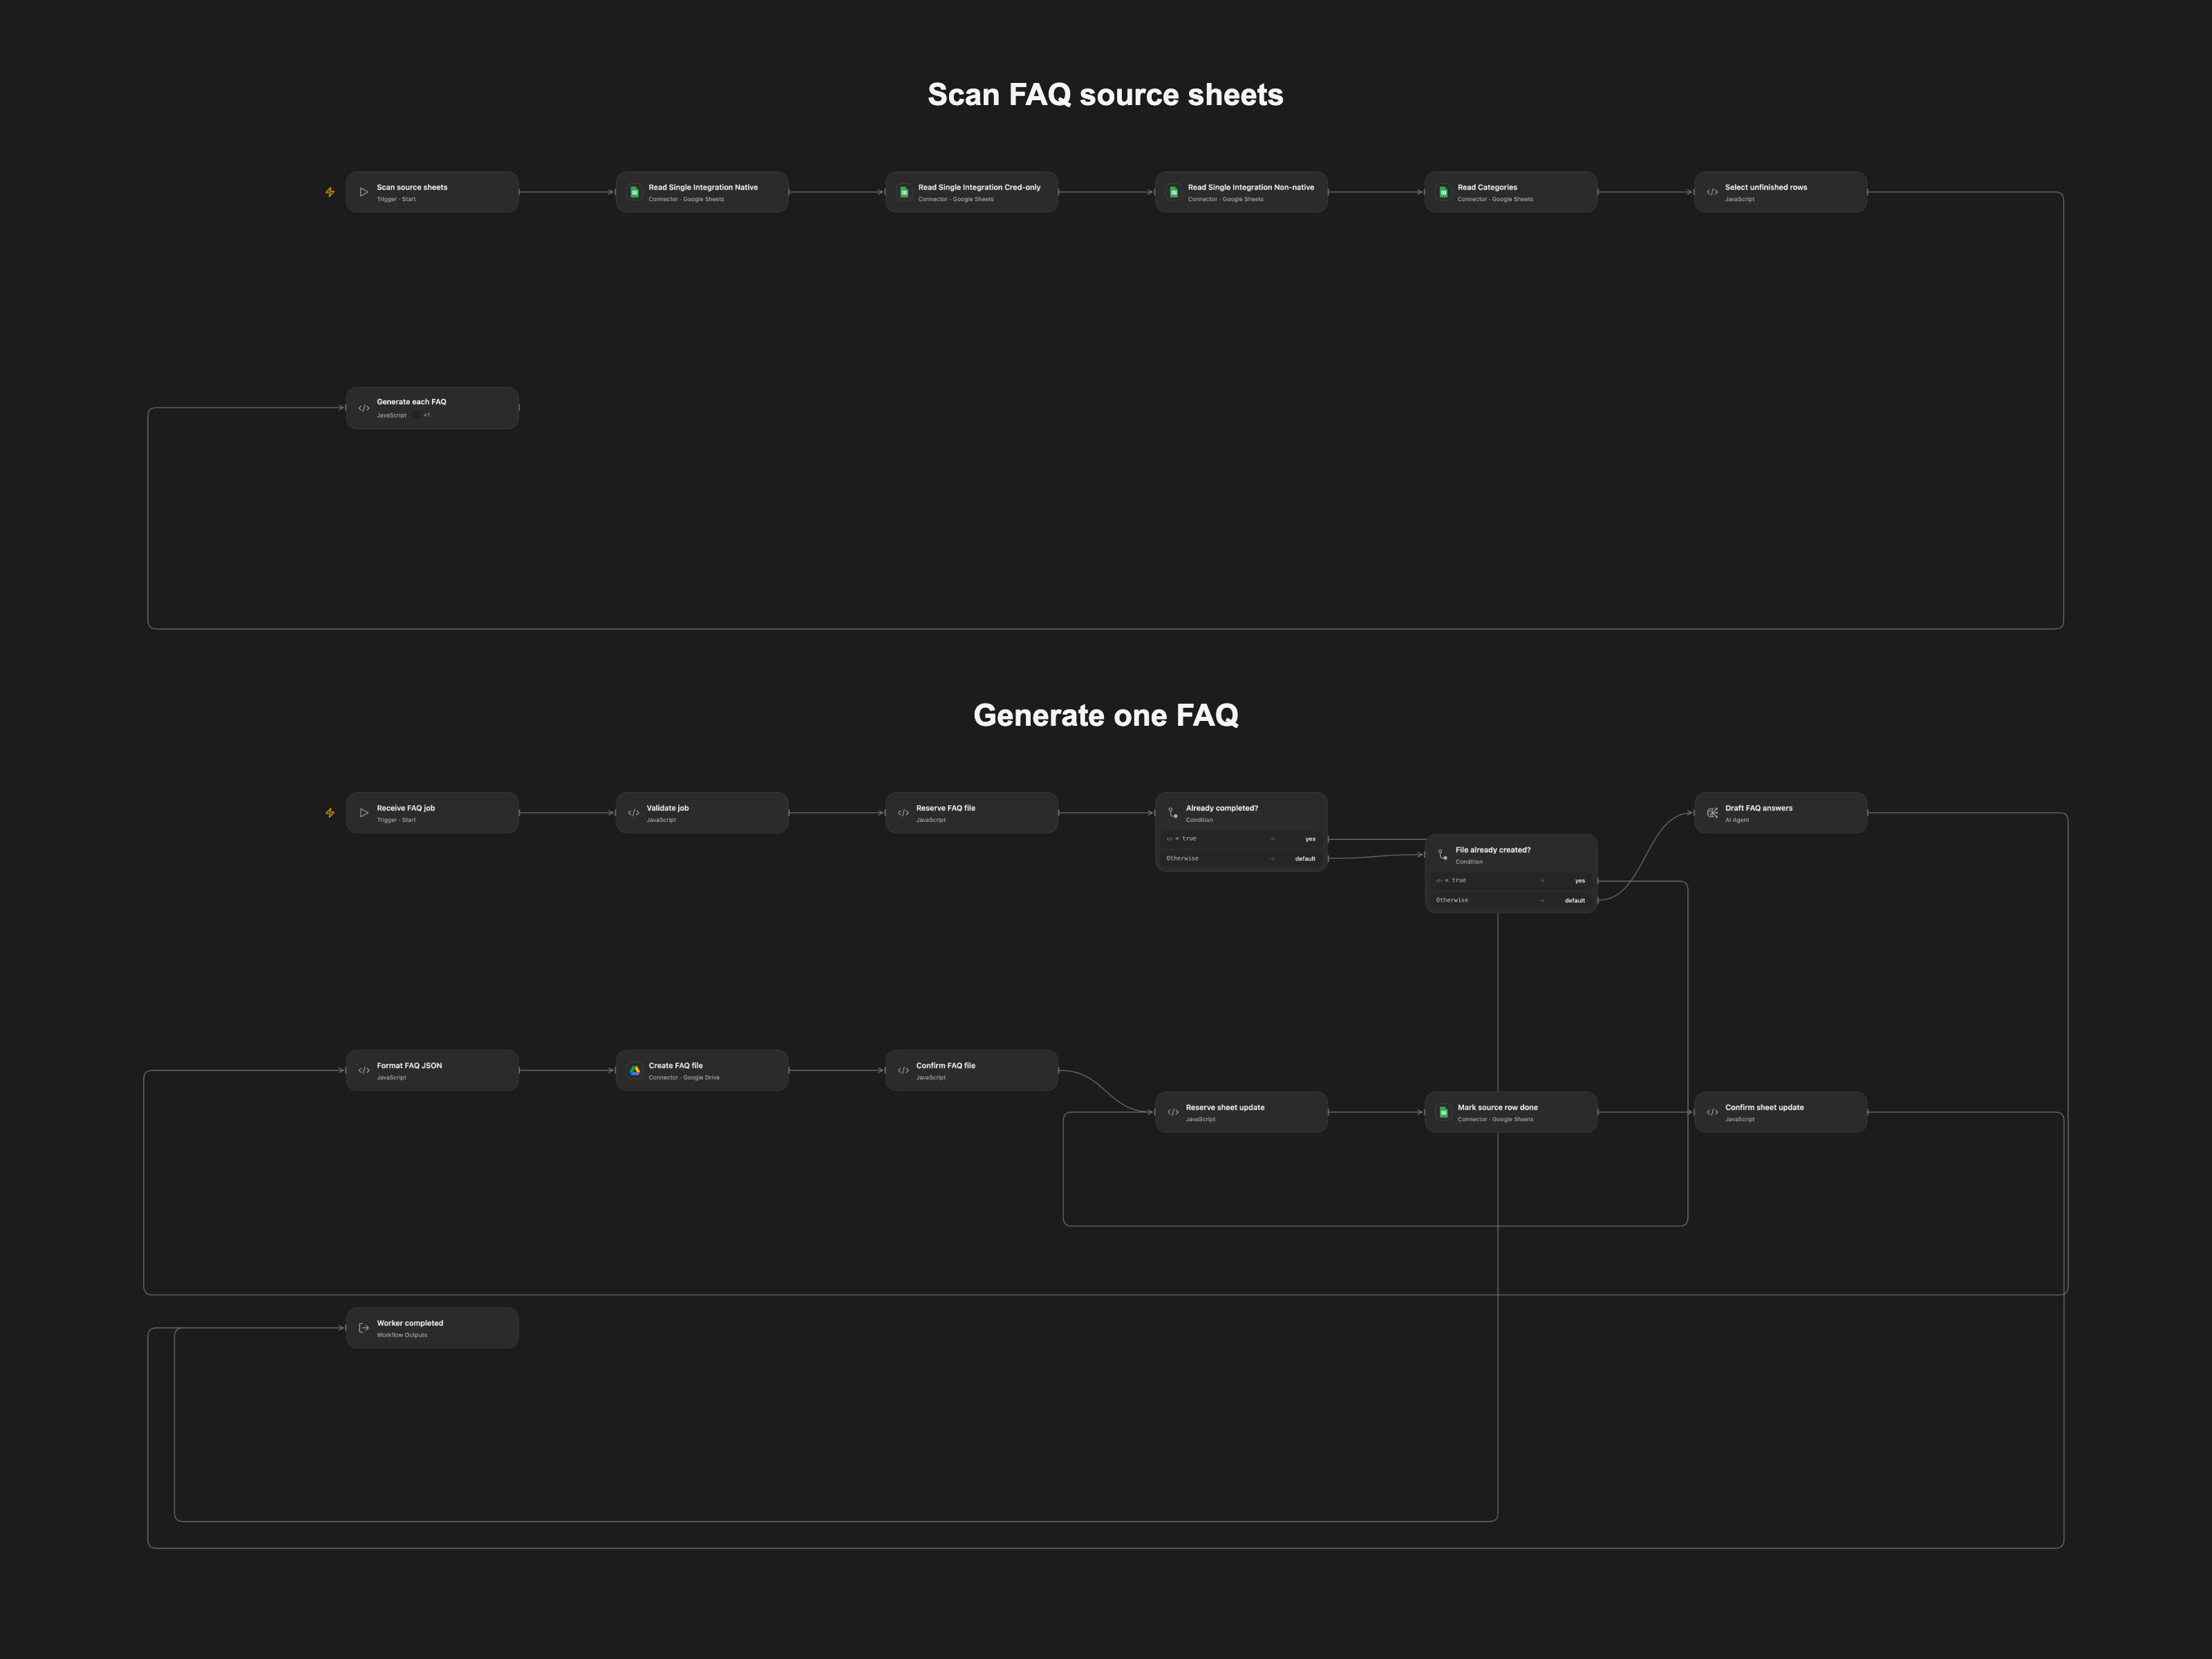 Scan FAQ source sheets
Scan source sheets
Trigger · Start
Read Single Integration Native
Connector · Google Sheets
Read Single Integration Cred-only
Connector · Google Sheets
Read Single Integration Non-native
Connector · Google Sheets
Read Categories
Connector · Google Sheets
Select unfinished rows
JavaScript
Generate each FAQ
JavaScript +1
Generate one FAQ
Receive FAQ job
Trigger · Start
Validate job
JavaScript
Reserve FAQ file
JavaScript
Already completed?
Condition
</> = true → yes
Otherwise → default
File already created?
Condition
</> = true → yes
Otherwise → default
Draft FAQ answers
AI Agent
Format FAQ JSON
JavaScript
Create FAQ file
Connector · Google Drive
Confirm FAQ file
JavaScript
Reserve sheet update
JavaScript
Mark source row done
Connector · Google Sheets
Confirm sheet update
JavaScript
Worker completed
Workflow Outputs